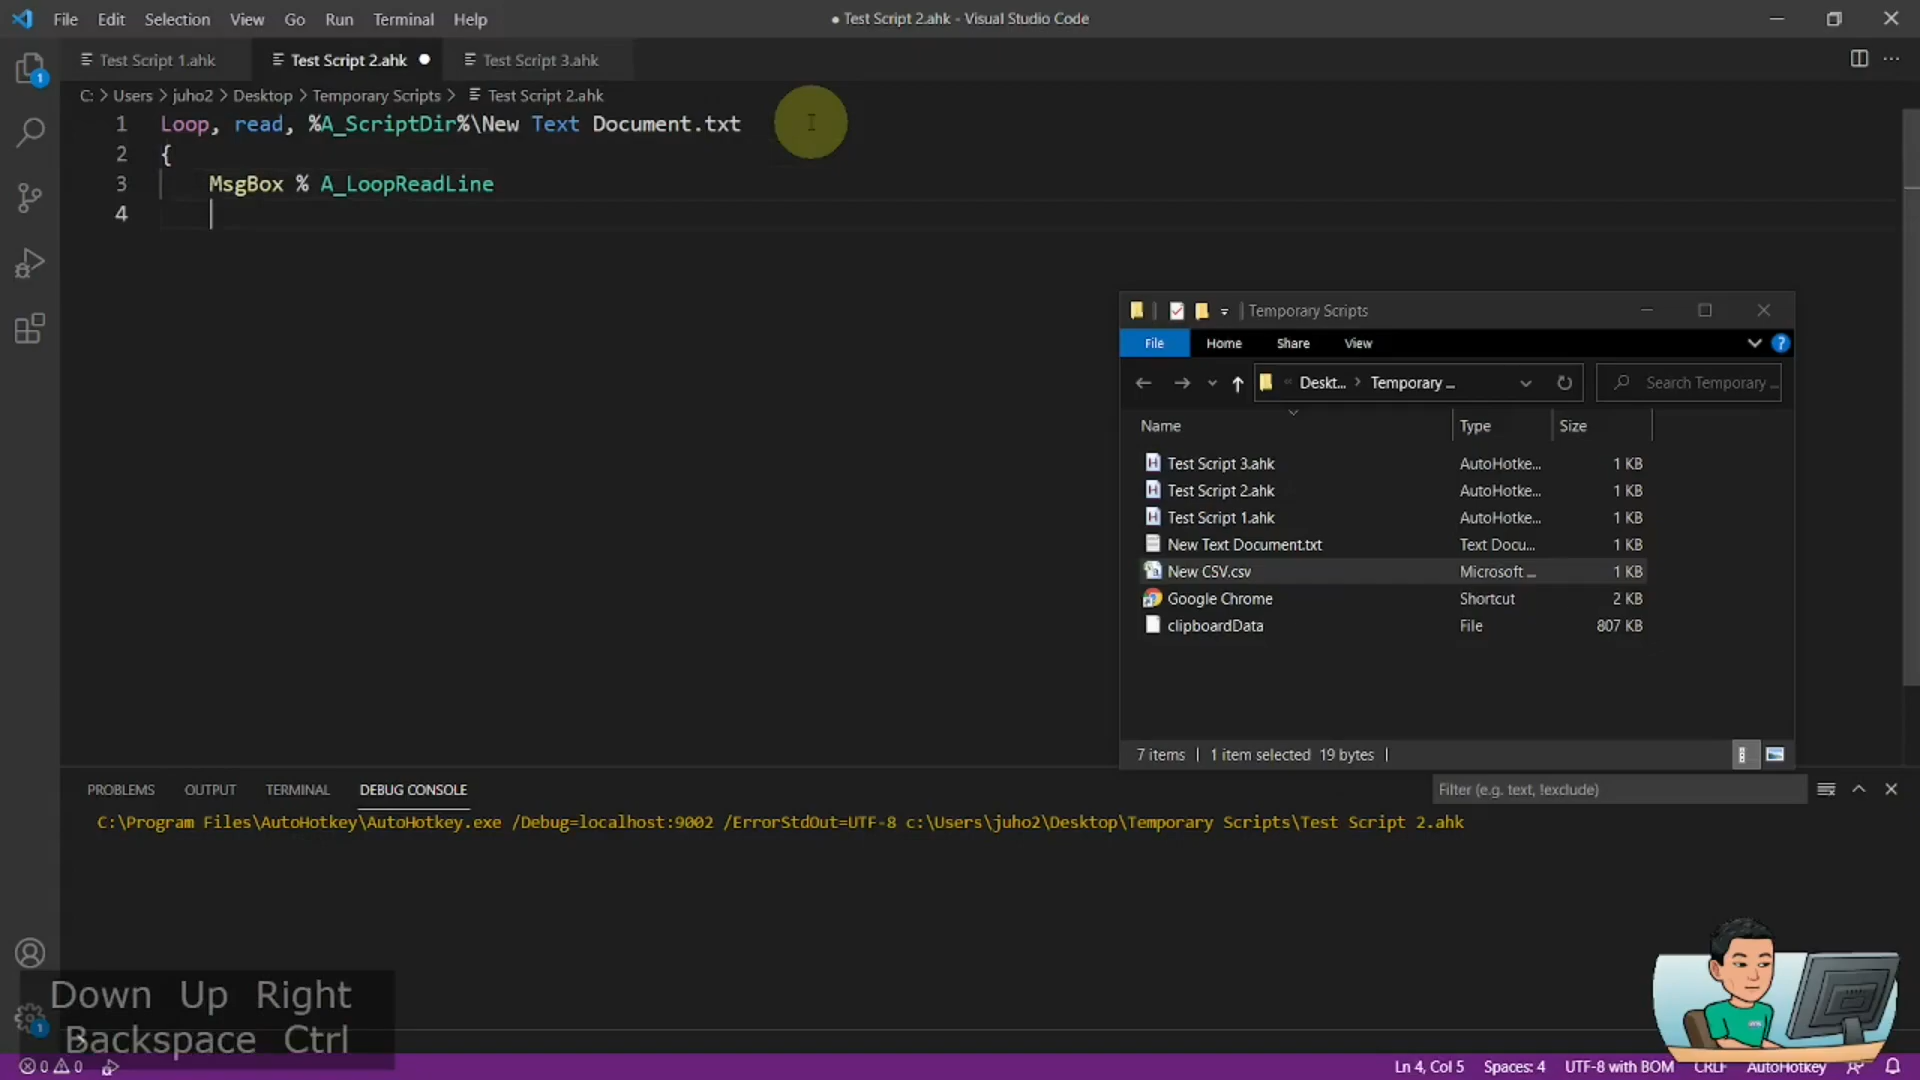 File Edit Selection View Go Run Terminal Help
● Test Script 2.ahk - Visual Studio Code
1
Test Script 1.ahk
Test Script 2.ahk ●
Test Script 3.ahk
C: > Users > juho2 > Desktop > Temporary Scripts > Test Script 2.ahk
1 Loop, read, %A_ScriptDir%\New Text Document.txt
2 {
3 MsgBox % A_LoopReadLine
4
Temporary Scripts
File Home Share View
?
« Deskt... > Temporary ...
Search Temporary ...
Name Type Size
Test Script 3.ahk AutoHotke... 1 KB
Test Script 2.ahk AutoHotke... 1 KB
Test Script 1.ahk AutoHotke... 1 KB
New Text Document.txt Text Docu... 1 KB
New CSV.csv Microsoft ... 1 KB
Google Chrome Shortcut 2 KB
clipboardData File 807 KB
7 items | 1 item selected 19 bytes |
PROBLEMS OUTPUT TERMINAL DEBUG CONSOLE
Filter (e.g. text, !exclude)
C:\Program Files\AutoHotkey\AutoHotkey.exe /Debug=localhost:9002 /ErrorStdOut=UTF-8 c:\Users\juho2\Desktop\Temporary Scripts\Test Script 2.ahk
Down Up Right
Backspace Ctrl
1
0 0
Ln 4, Col 5 Spaces: 4 UTF-8 with BOM CRLF AutoHotkey